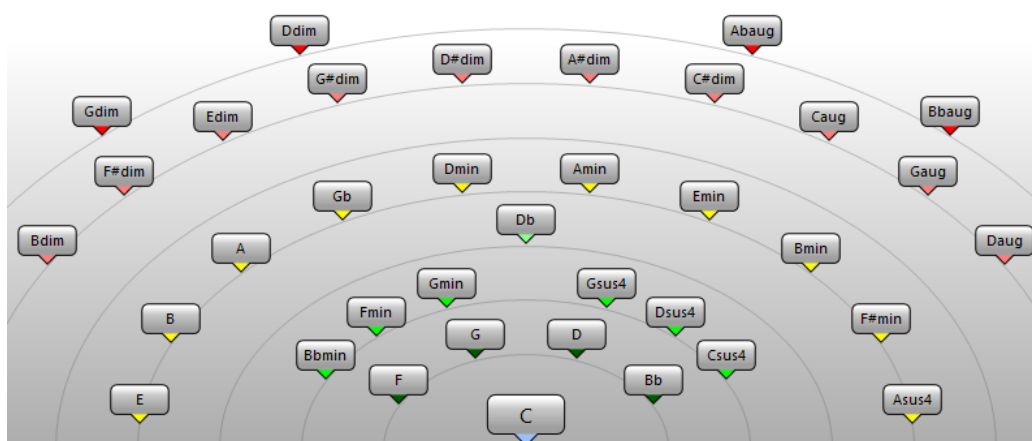 Ddim
Abaug
D#dim
A#dim
G#dim
C#dim
Gdim
Edim
Caug
Bbaug
F#dim
Dmin
Amin
Gaug
Gb
Emin
Db
Bdim
A
Bmin
Daug
Gmin
Gsus4
B
Fmin
Dsus4
F#min
G
D
Bbmin
Csus4
F
Bb
E
C
Asus4